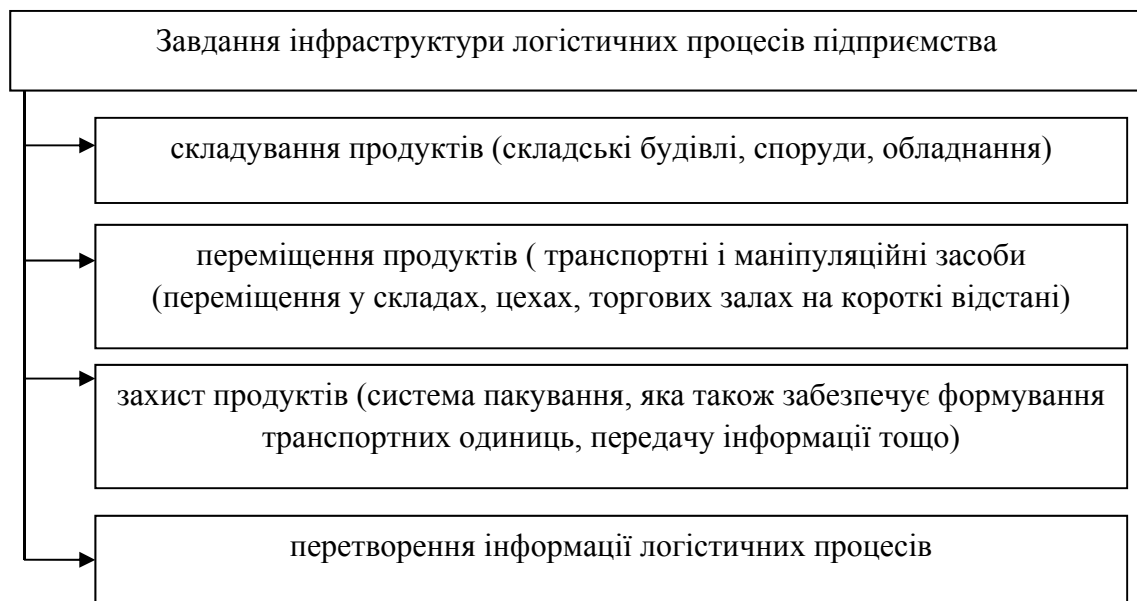 Завдання інфраструктури логістичних процесів підприємства
складування продуктів (складські будівлі, споруди, обладнання)
переміщення продуктів ( транспортні і маніпуляційні засоби
(переміщення у складах, цехах, торгових залах на короткі відстані)
захист продуктів (система пакування, яка також забезпечує формування
транспортних одиниць, передачу інформації тощо)
перетворення інформації логістичних процесів